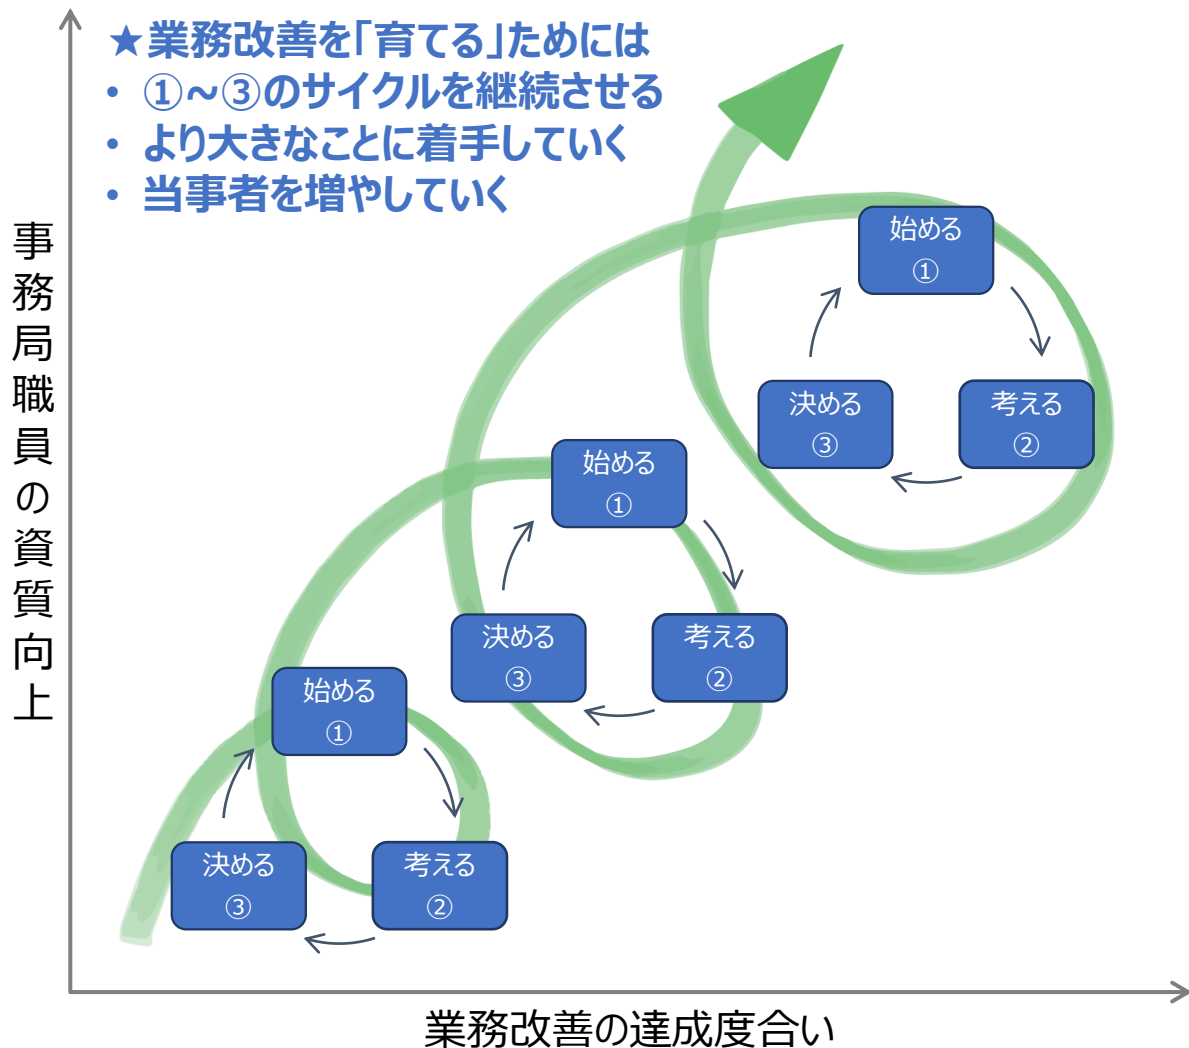 ★業務改善を「育てる」ためには
• ①～③のサイクルを継続させる
• より大きなことに着手していく
• 当事者を増やしていく
事務局職員の資質向上
始める
①
決める
③
考える
②
始める
①
決める
③
考える
②
始める
①
決める
③
考える
②
業務改善の達成度合い